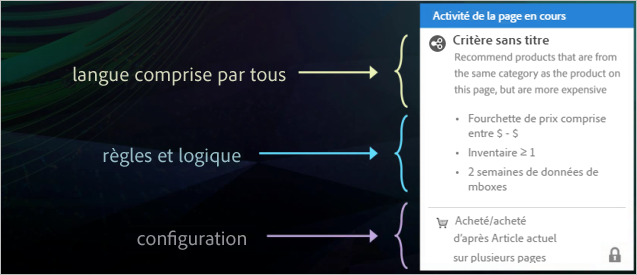 langue comprise par tous
règles et logique
configuration
Activité de la page en cours
Critère sans titre
Recommend products that are from
the same category as the product on
this page, but are more expensive
• Fourchette de prix comprise
entre $ - $
• Inventaire ≥ 1
• 2 semaines de données de
mboxes
Acheté/acheté
d'après Article actuel
sur plusieurs pages